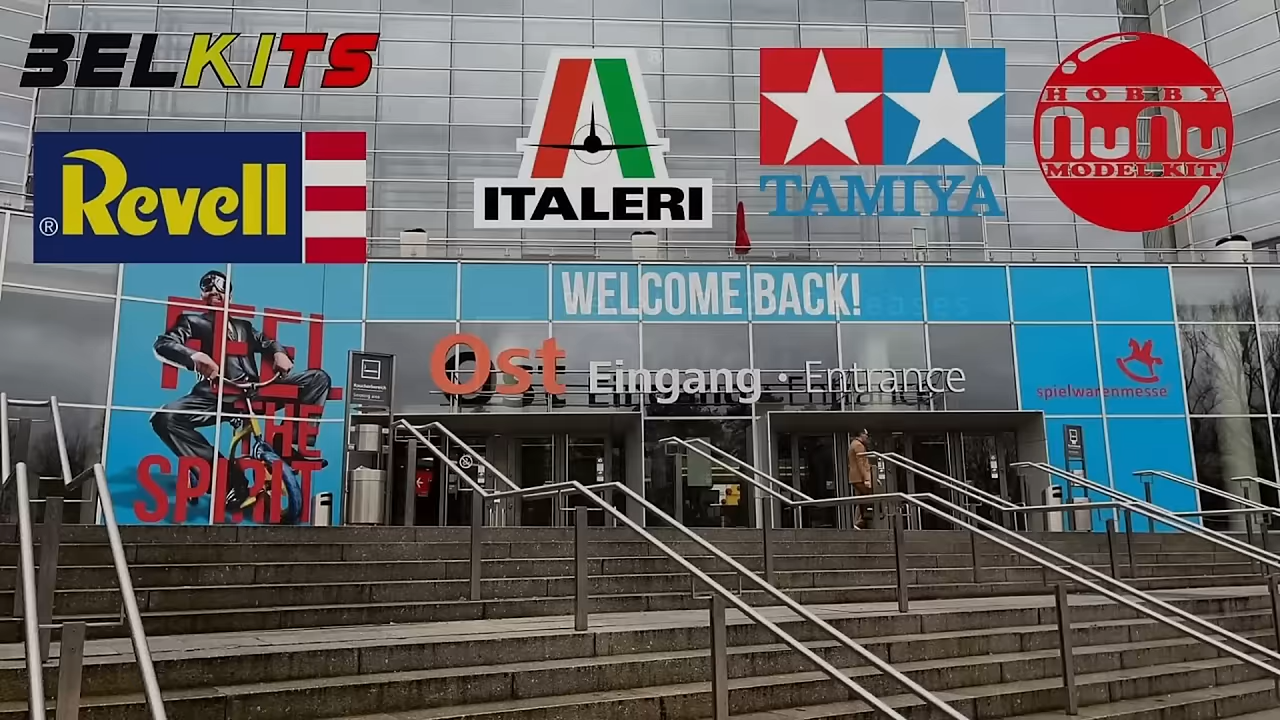 BELKITS
Revell
®
ITALERI
®
TAMIYA
HOBBY
NuNu
MODEL KIT.
WELCOME BACK!
Ost Eingang · Entrance
FEEL
THE
SPIRIT
spielwarenmesse